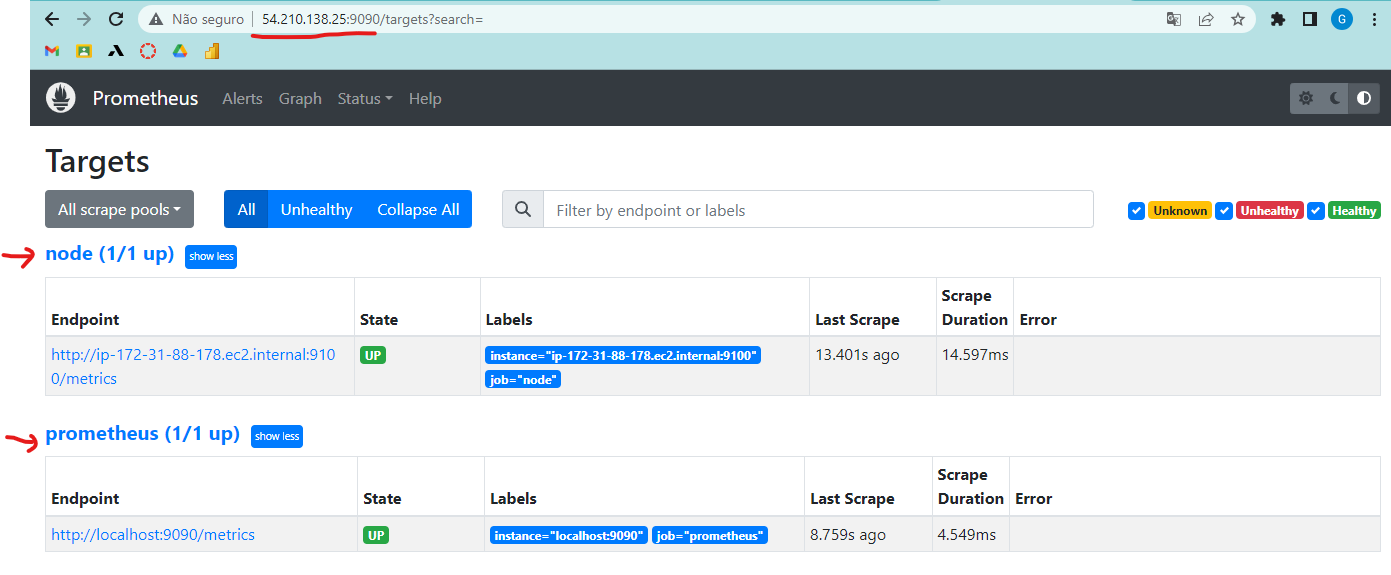 Não seguro | 54.210.138.25:9090/targets?search=
G
Prometheus Alerts Graph Status Help
Targets
All scrape pools All Unhealthy Collapse All Filter by endpoint or labels Unknown Unhealthy Healthy
node (1/1 up) show less
Scrape
Endpoint State Labels Last Scrape Duration Error
http://ip-172-31-88-178.ec2.internal:910 UP instance="ip-172-31-88-178.ec2.internal:9100" 13.401s ago 14.597ms
0/metrics job="node"
prometheus (1/1 up) show less
Scrape
Endpoint State Labels Last Scrape Duration Error
http://localhost:9090/metrics UP instance="localhost:9090" job="prometheus" 8.759s ago 4.549ms